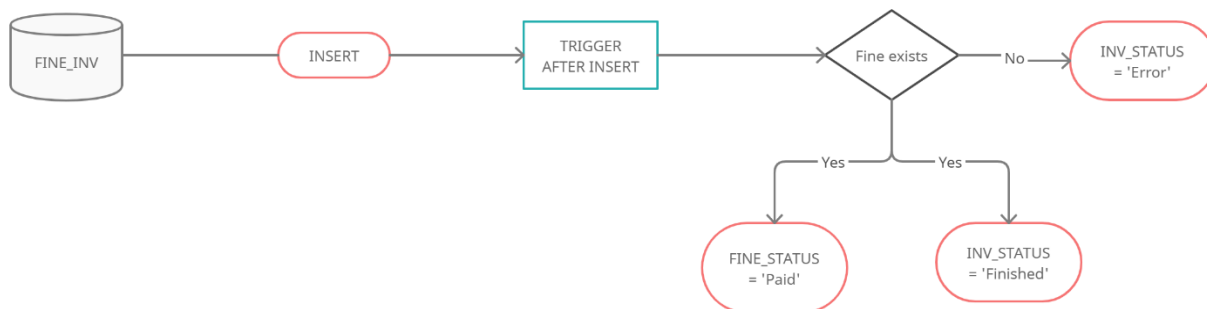 FINE_INV
INSERT
TRIGGER
AFTER INSERT
Fine exists
No
INV_STATUS
= 'Error'
Yes
Yes
FINE_STATUS
= 'Paid'
INV_STATUS
= 'Finished'